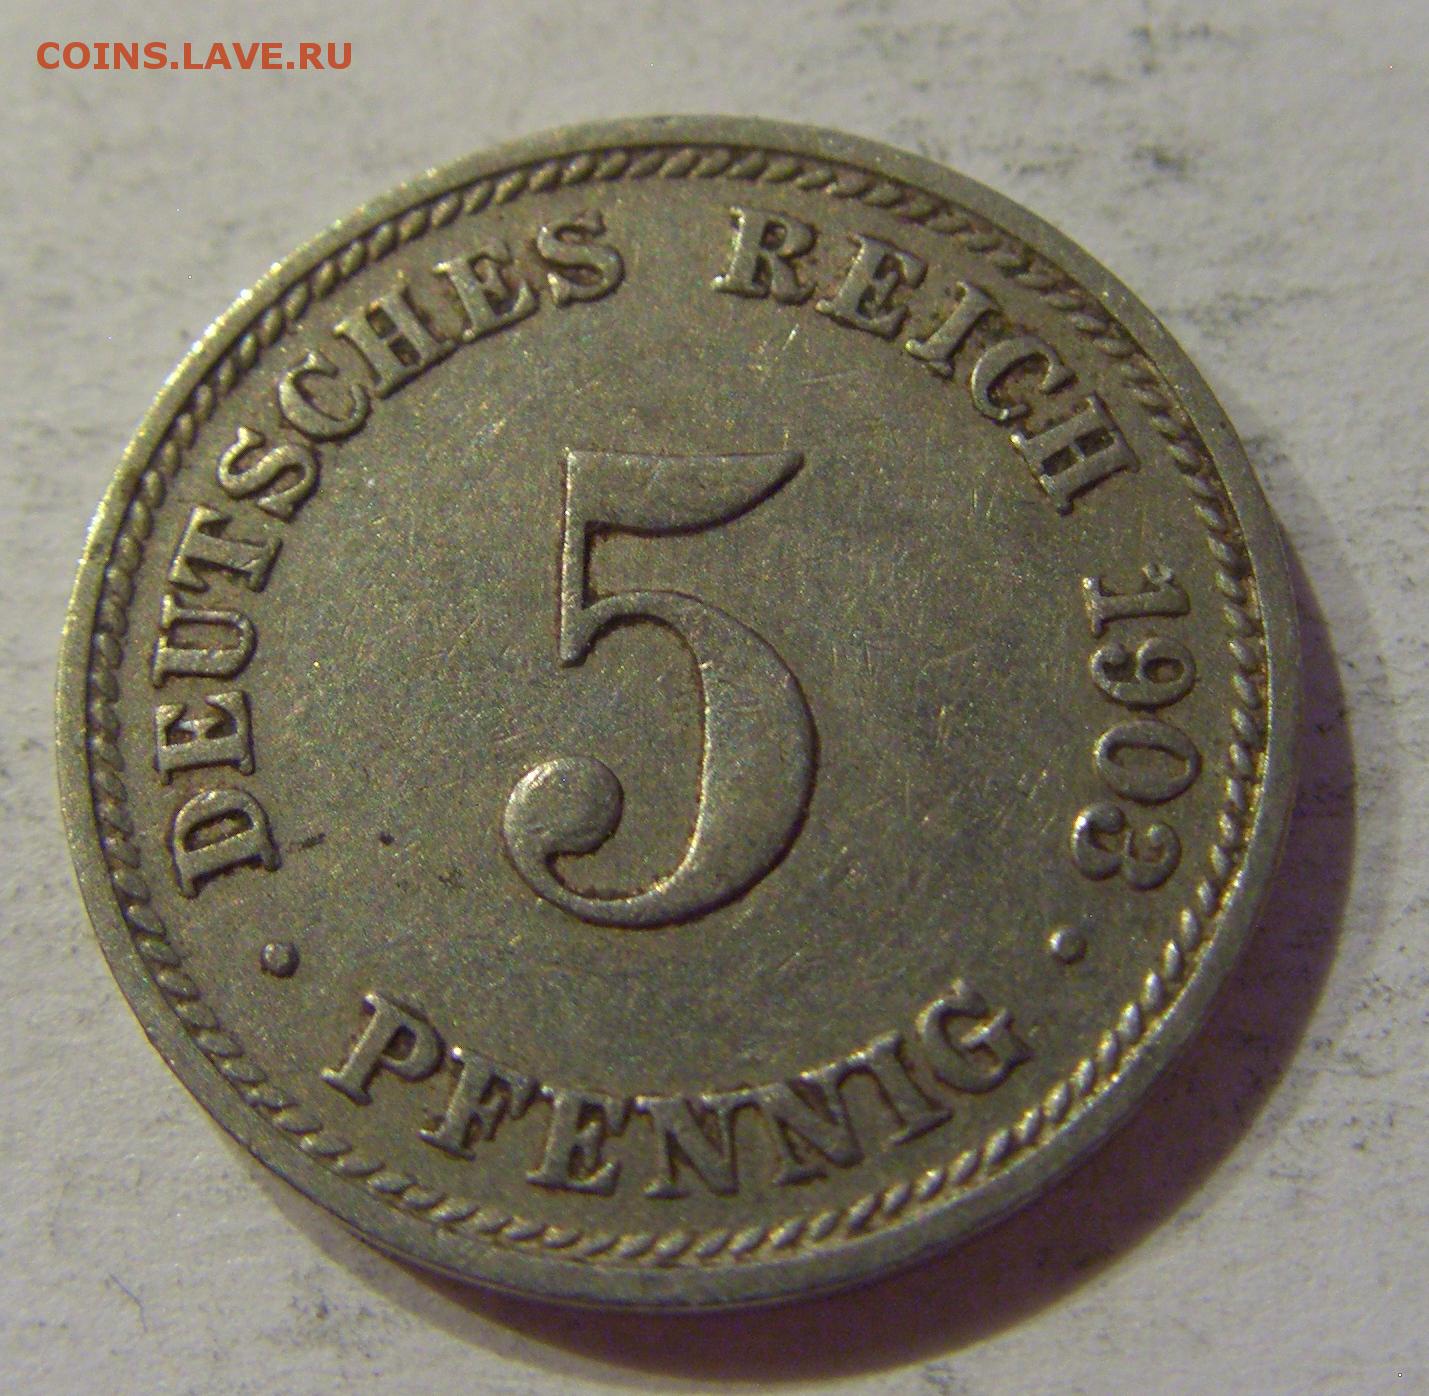 COINS.LAVE.RU
DEUTSCHES REICH 1903
5
• PFENNIG •